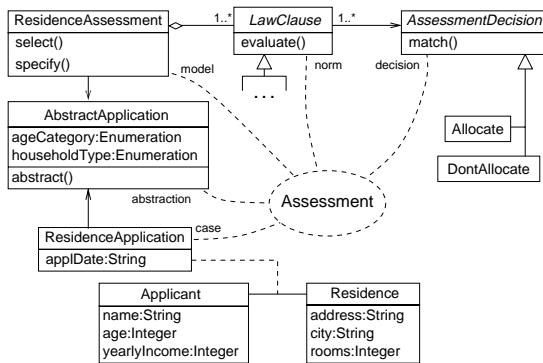 ResidenceAssessment
select()
specify()
1..*
LawClause
evaluate()
1..*
AssessmentDecision
match()
model
norm
decision
...
AbstractApplication
ageCategory:Enumeration
householdType:Enumeration
abstract()
Allocate
DontAllocate
abstraction
Assessment
case
ResidenceApplication
applDate:String
Applicant
name:String
age:Integer
yearlyIncome:Integer
Residence
address:String
city:String
rooms:Integer